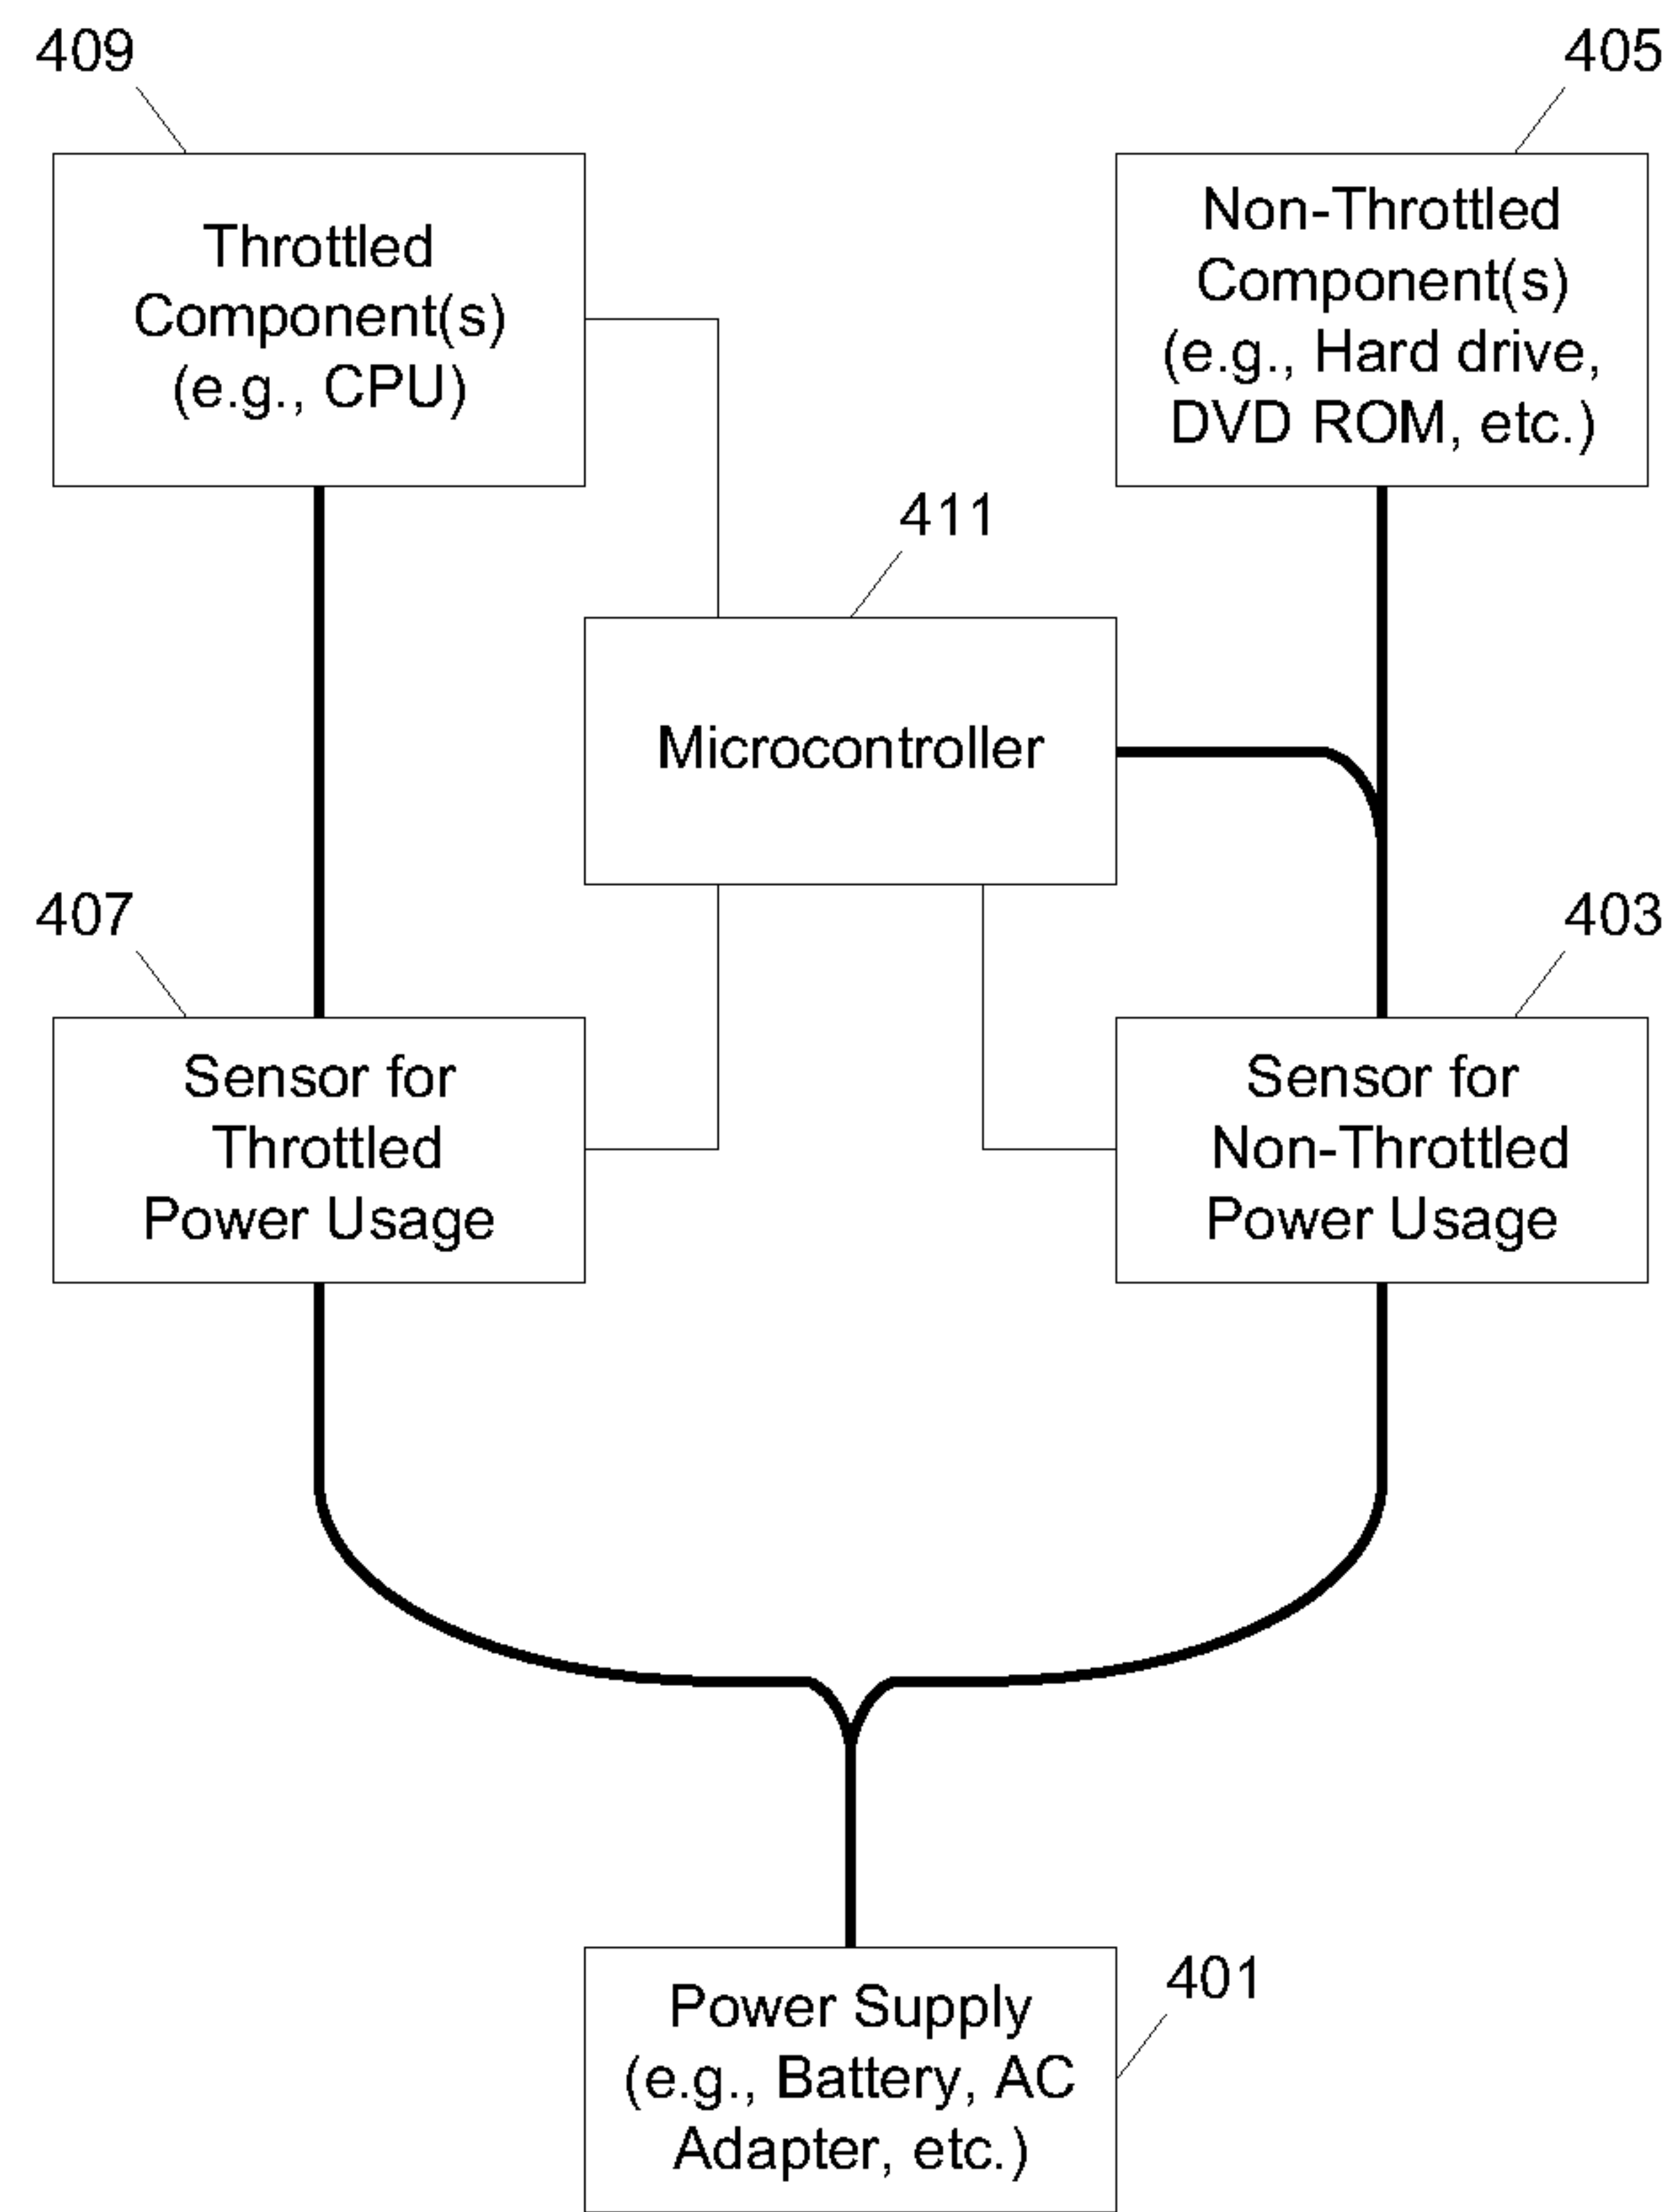 409
405
Throttled
Component(s)
(e.g., CPU)
Non-Throttled
Component(s)
(e.g., Hard drive,
DVD ROM, etc.)
411
Microcontroller
407
403
Sensor for
Throttled
Power Usage
Sensor for
Non-Throttled
Power Usage
401
Power Supply
(e.g., Battery, AC
Adapter, etc.)